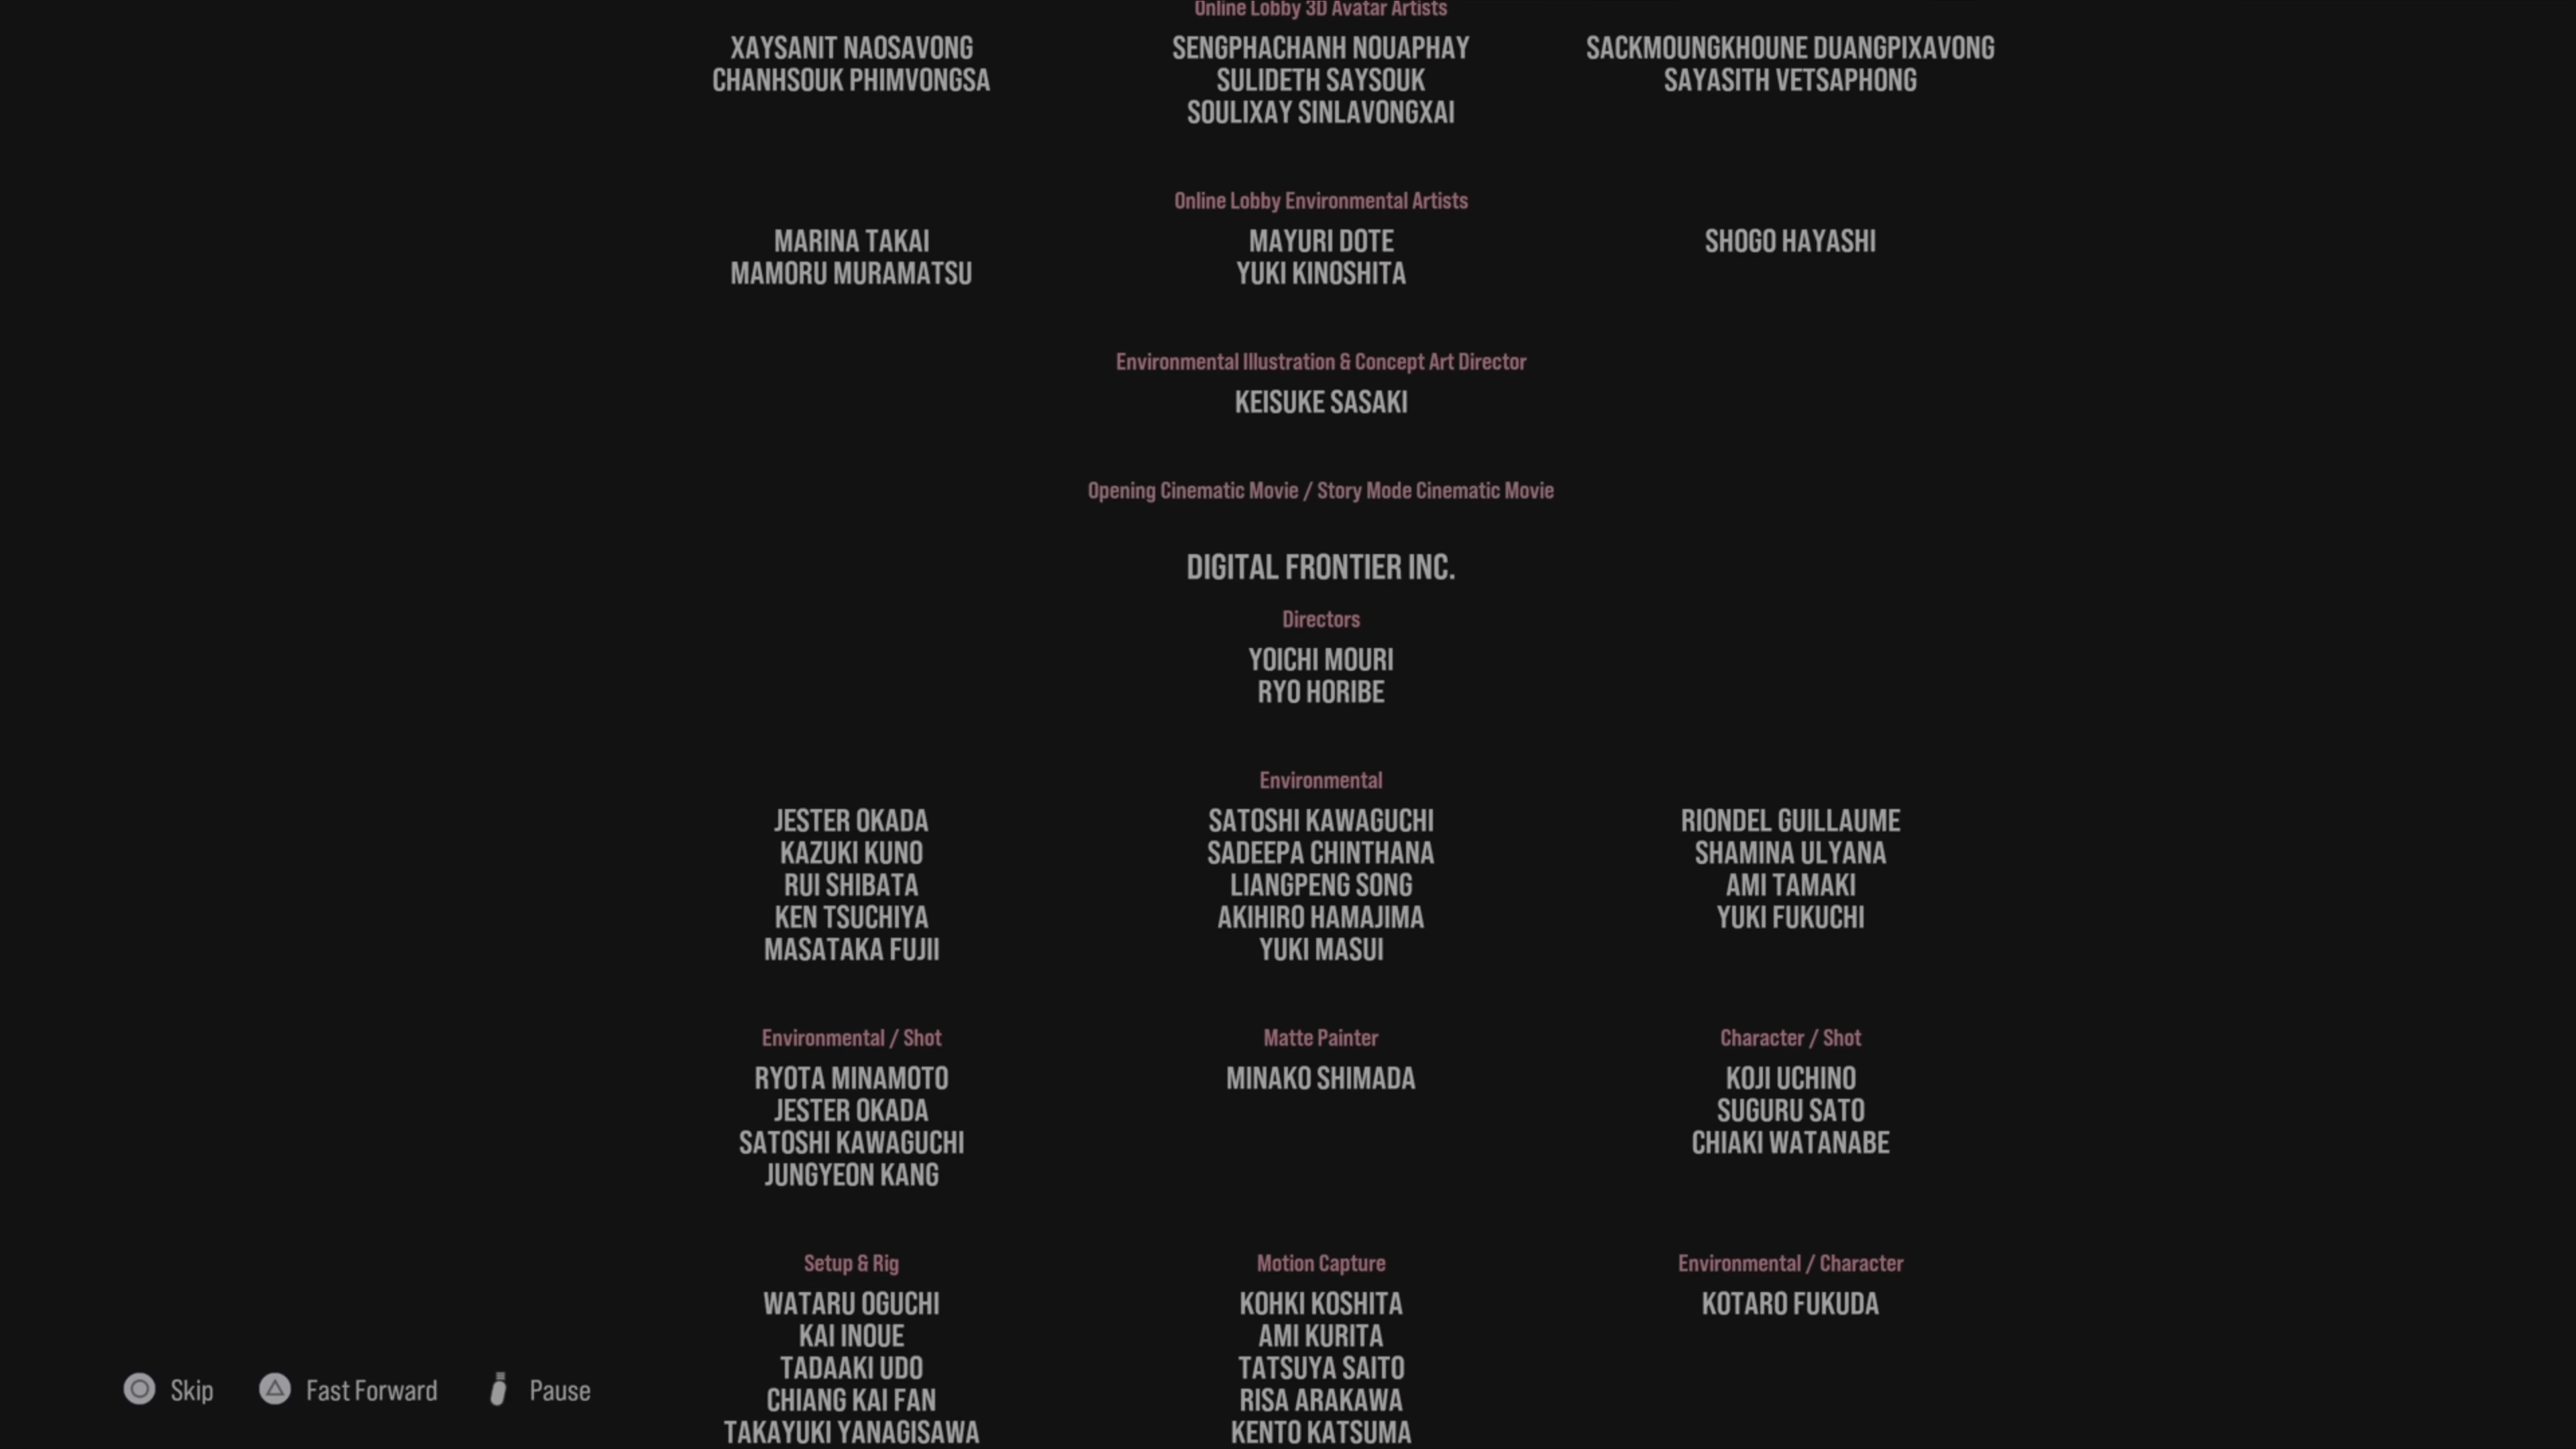 Online Lobby 3D Avatar Artists
XAYSANIT NAOSAVONG SENGPHACHANH NOUAPHAY SACKMOUNGKHOUNE DUANGPIXAVONG
CHANHSOUK PHIMVONGSA SULIDETH SAYSOUK SAYASITH VETSAPHONG
SOULIXAY SINLAVONGXAI
Online Lobby Environmental Artists
MARINA TAKAI MAYURI DOTE SHOGO HAYASHI
MAMORU MURAMATSU YUKI KINOSHITA
Environmental Illustration & Concept Art Director
KEISUKE SASAKI
Opening Cinematic Movie / Story Mode Cinematic Movie
DIGITAL FRONTIER INC.
Directors
YOICHI MOURI
RYO HORIBE
Environmental
JESTER OKADA SATOSHI KAWAGUCHI RIONDEL GUILLAUME
KAZUKI KUNO SADEEPA CHINTHANA SHAMINA ULYANA
RUI SHIBATA LIANGPENG SONG AMI TAMAKI
KEN TSUCHIYA AKIHIRO HAMAJIMA YUKI FUKUCHI
MASATAKA FUJII YUKI MASUI
Environmental / Shot Matte Painter Character / Shot
RYOTA MINAMOTO MINAKO SHIMADA KOJI UCHINO
JESTER OKADA SUGURU SATO
SATOSHI KAWAGUCHI CHIAKI WATANABE
JUNGYEON KANG
Setup & Rig Motion Capture Environmental / Character
WATARU OGUCHI KOHKI KOSHITA KOTARO FUKUDA
KAI INOUE AMI KURITA
TADAAKI UDO TATSUYA SAITO
Skip Fast Forward Pause
CHIANG KAI FAN RISA ARAKAWA
TAKAYUKI YANAGISAWA KENTO KATSUMA